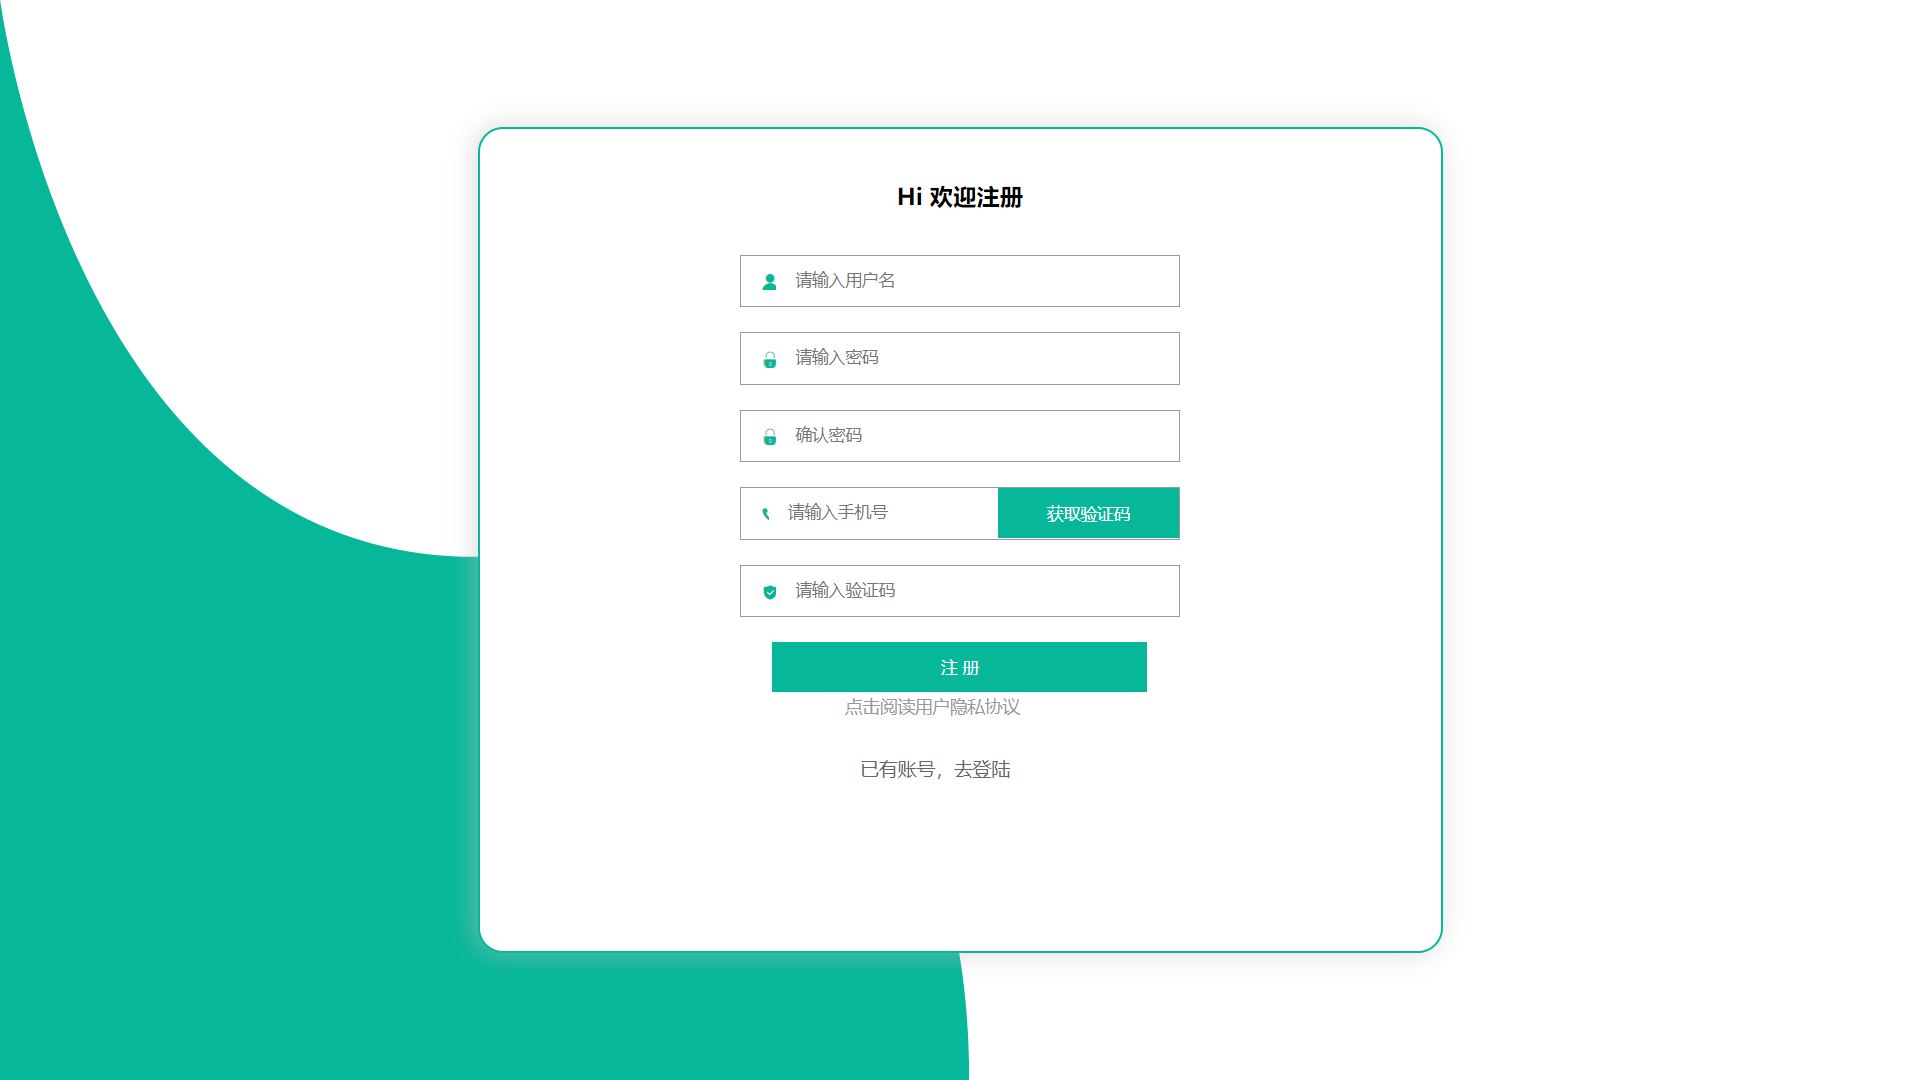 Hi 欢迎注册
请输入用户名
请输入密码
确认密码
请输入手机号 获取验证码
请输入验证码
注 册
点击阅读用户隐私协议
已有账号，去登陆